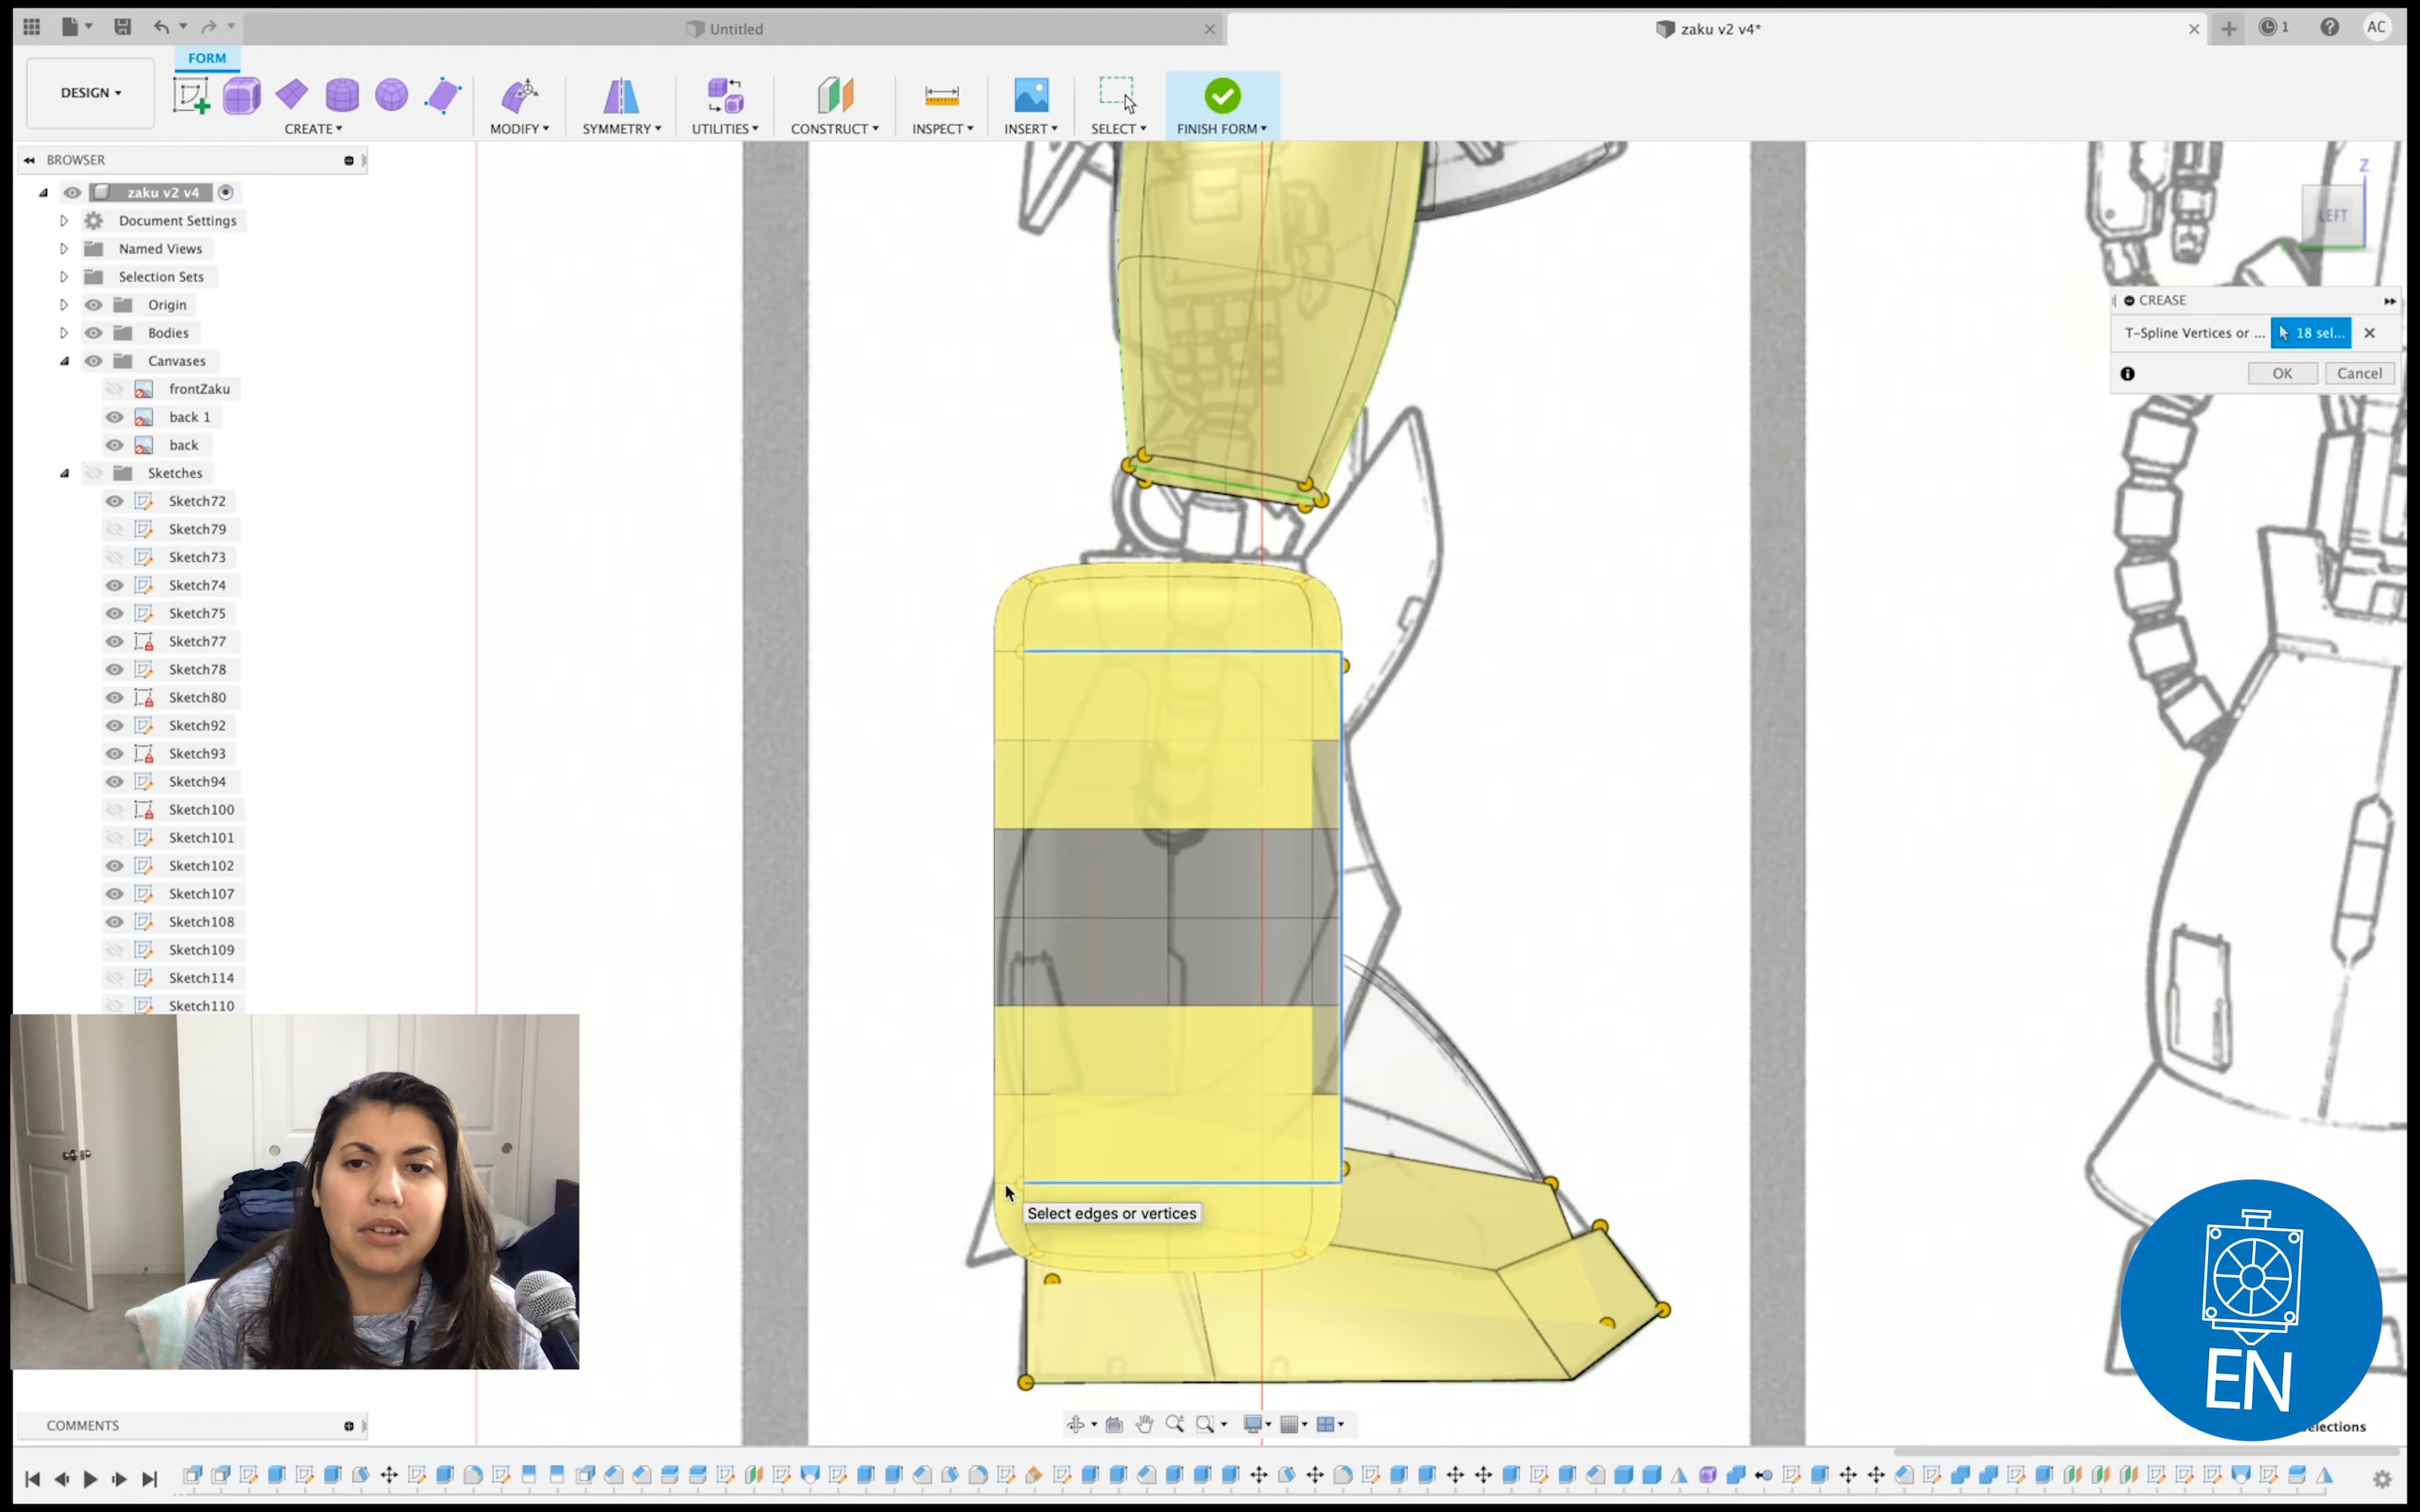 Untitled
zaku v2 v4*
1
AC
FORM
DESIGN
CREATE
MODIFY
SYMMETRY
UTILITIES
CONSTRUCT
INSPECT
INSERT
SELECT
FINISH FORM
BROWSER
zaku v2 v4
Document Settings
Named Views
Selection Sets
Origin
Bodies
Canvases
frontZaku
back 1
back
Sketches
Sketch72
Sketch79
Sketch73
Sketch74
Sketch75
Sketch77
Sketch78
Sketch80
Sketch92
Sketch93
Sketch94
Sketch100
Sketch101
Sketch102
Sketch107
Sketch108
Sketch109
Sketch114
Sketch110
Z
LEFT
CREASE
T-Spline Vertices or ... 18 sel...
OK Cancel
Select edges or vertices
EN
COMMENTS